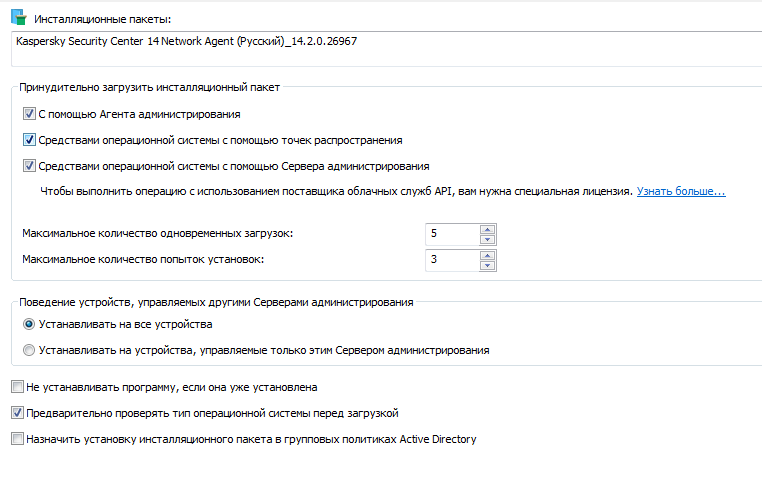 Инсталляционные пакеты:
Kaspersky Security Center 14 Network Agent (Русский)_14.2.0.26967
Принудительно загрузить инсталляционный пакет
С помощью Агента администрирования
Средствами операционной системы с помощью точек распространения
Средствами операционной системы с помощью Сервера администрирования
Чтобы выполнить операцию с использованием поставщика облачных служб API, вам нужна специальная лицензия. Узнать больше...
Максимальное количество одновременных загрузок: 5
Максимальное количество попыток установок: 3
Поведение устройств, управляемых другими Серверами администрирования
Устанавливать на все устройства
Устанавливать на устройства, управляемые только этим Сервером администрирования
Не устанавливать программу, если она уже установлена
Предварительно проверять тип операционной системы перед загрузкой
Назначить установку инсталляционного пакета в групповых политиках Active Directory